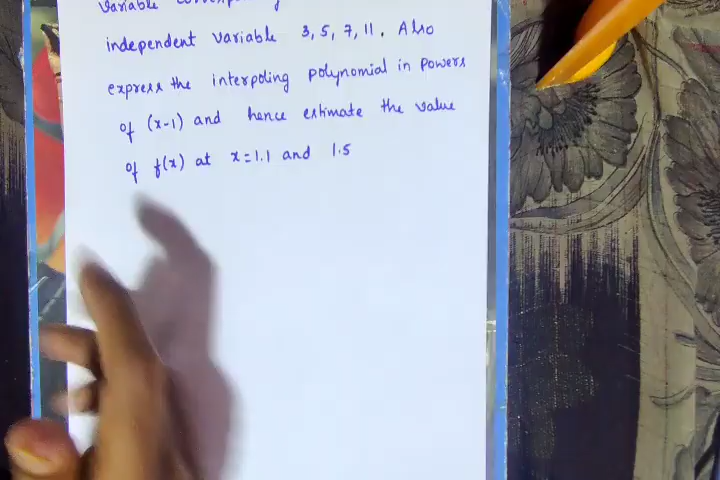 variable
independent variable 3, 5, 7, 11. Also
express the interpoling polynomial in powers
of (x-1) and hence estimate the value
of f(x) at x = 1.1 and 1.5